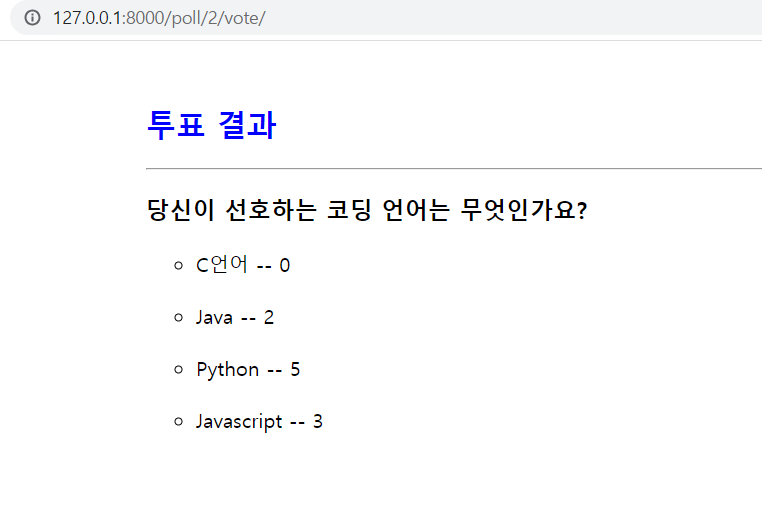 127.0.0.1:8000/poll/2/vote/
투표 결과
당신이 선호하는 코딩 언어는 무엇인가요?
C언어 -- 0
Java -- 2
Python -- 5
Javascript -- 3